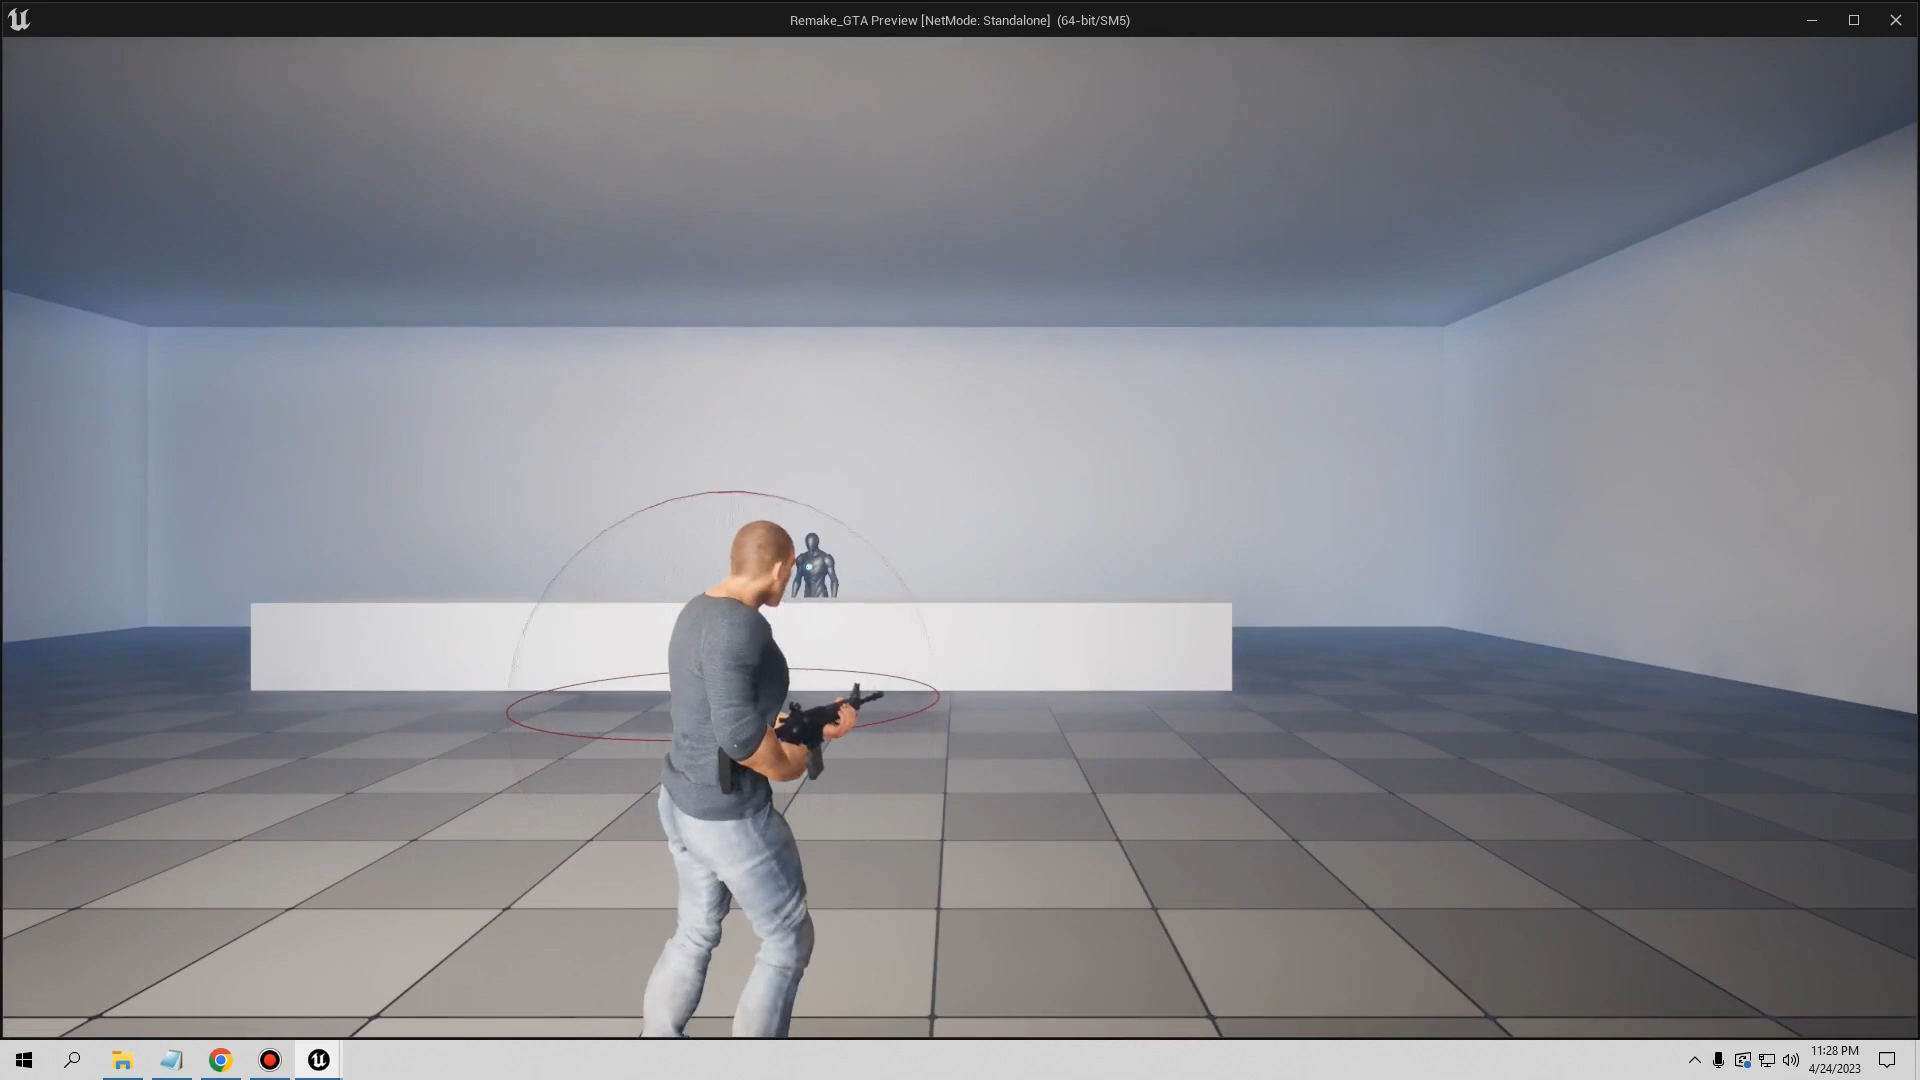 Remake_GTA Preview [NetMode: Standalone]  (64-bit/SM5)
11:28 PM
4/24/2023